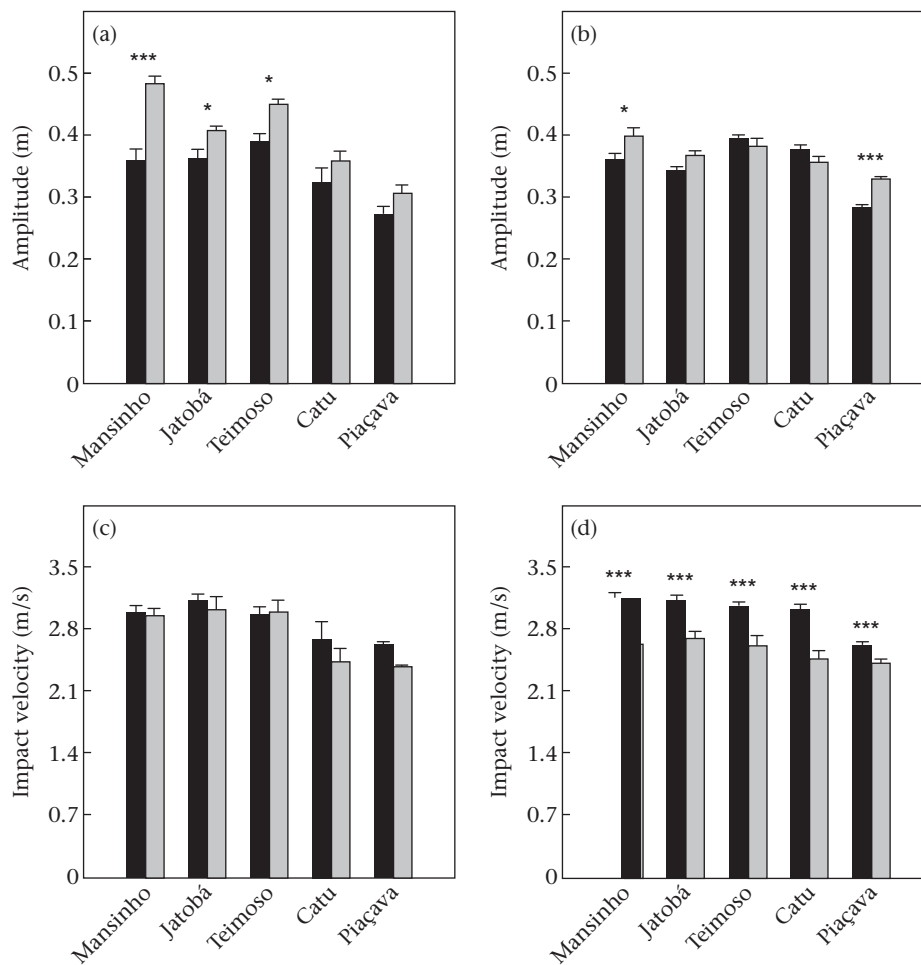 (a)
***
*
*
Amplitude (m)
0.5
0.4
0.3
0.2
0.1
0
Mansinho
Jatobá
Teimoso
Catu
Piaçava
(b)
*
***
Amplitude (m)
0.5
0.4
0.3
0.2
0.1
0
Mansinho
Jatobá
Teimoso
Catu
Piaçava
(c)
Impact velocity (m/s)
3.5
2.8
2.1
1.4
0.7
0
Mansinho
Jatobá
Teimoso
Catu
Piaçava
(d)
***
***
***
***
***
Impact velocity (m/s)
3.5
2.8
2.1
1.4
0.7
0
Mansinho
Jatobá
Teimoso
Catu
Piaçava